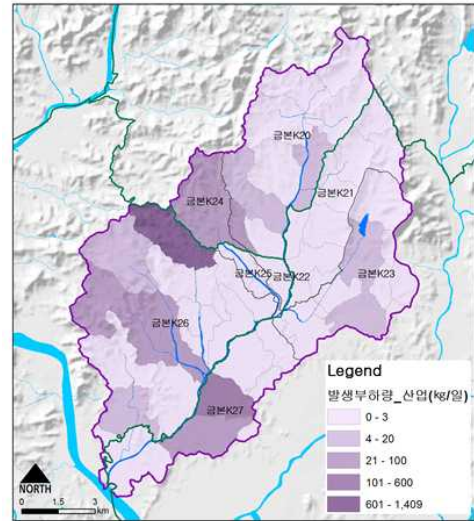 금본K20
금본K21
금본K24
금본K25
금본K22
금본K23
금본K26
금본K27
Legend
발생부하량_산업(kg/일)
0 - 3
4 - 20
21 - 100
101 - 600
601 - 1,409
NORTH
0 1.5 3
km